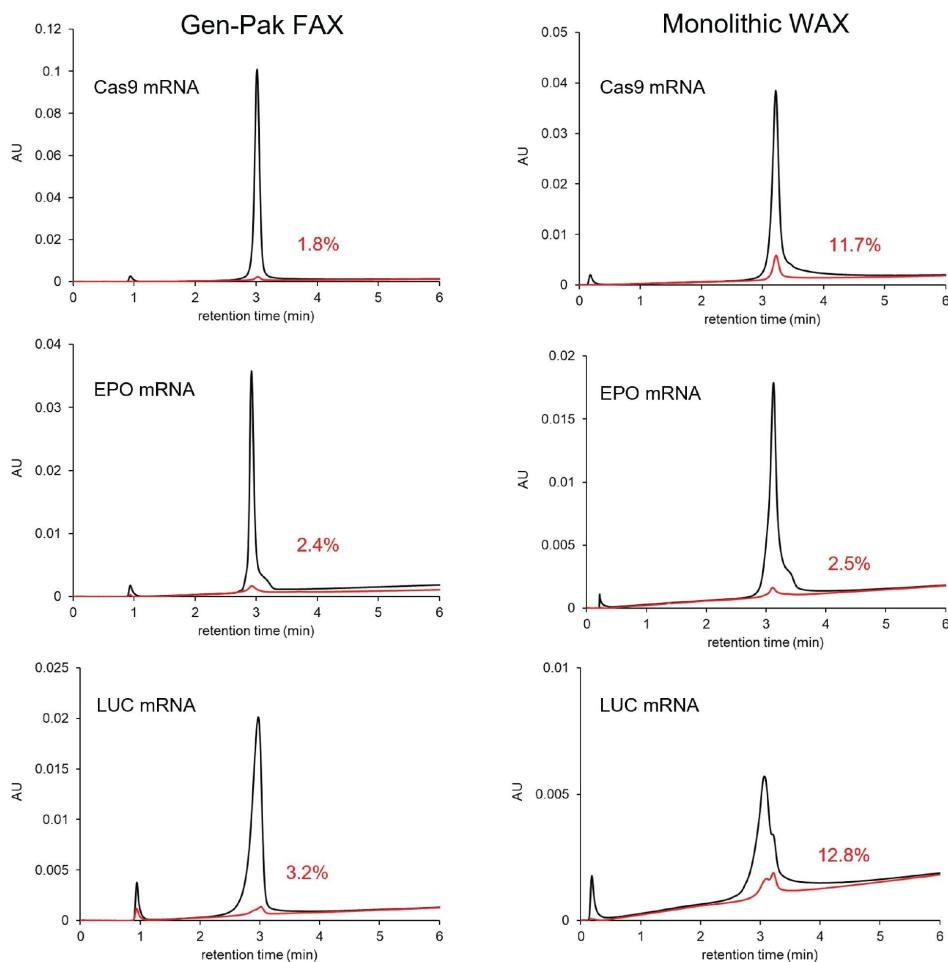 Gen-Pak FAX
Monolithic WAX
0.12
0.1
0.08
0.06
0.04
0.02
0
AU
Cas9 mRNA
1.8%
0 1 2 3 4 5 6
retention time (min)
0.05
0.04
0.03
0.02
0.01
0
AU
Cas9 mRNA
11.7%
0 1 2 3 4 5 6
retention time (min)
0.04
0.03
0.02
0.01
0
AU
EPO mRNA
2.4%
0 1 2 3 4 5 6
retention time (min)
0.02
0.015
0.01
0.005
0
AU
EPO mRNA
2.5%
0 1 2 3 4 5 6
retention time (min)
0.025
0.02
0.015
0.01
0.005
0
AU
LUC mRNA
3.2%
0 1 2 3 4 5 6
retention time (min)
0.01
0.005
0
AU
LUC mRNA
12.8%
0 1 2 3 4 5 6
retention time (min)